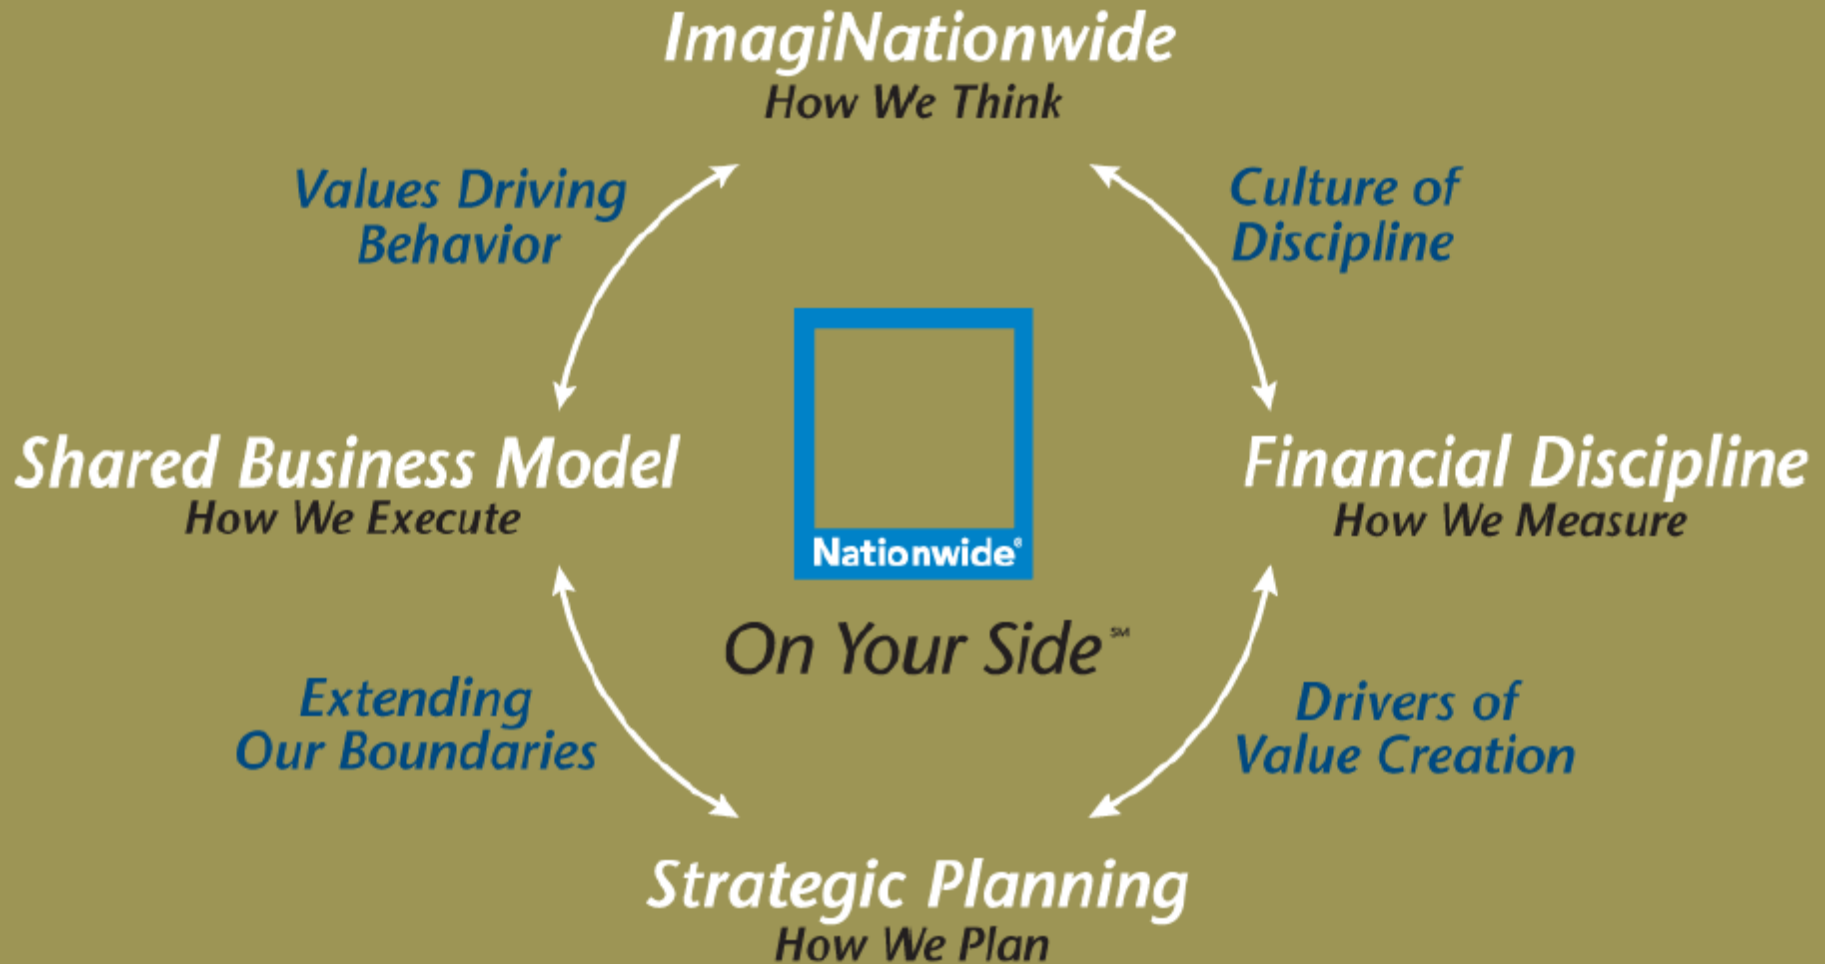 ImagiNationwide
How We Think
Values Driving
Behavior
Culture of
Discipline
Shared Business Model
How We Execute
Financial Discipline
How We Measure
Nationwide®
On Your Side℠
Extending
Our Boundaries
Drivers of
Value Creation
Strategic Planning
How We Plan